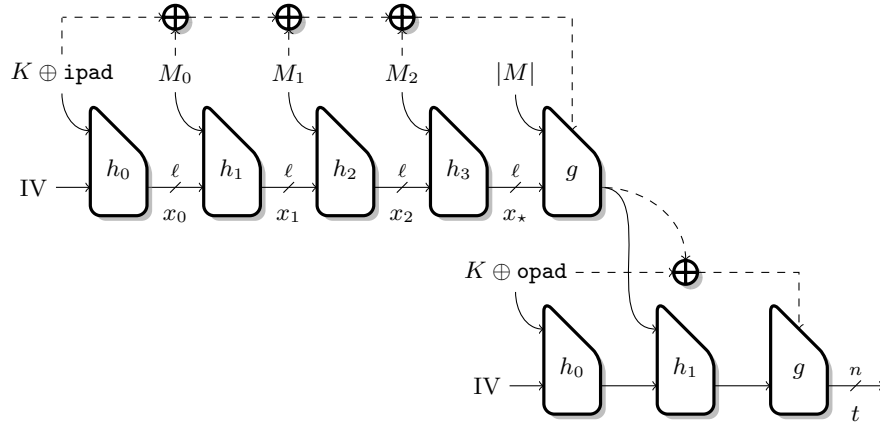 K ⊕ ipad M₀ M₁ M₂ |M|
h₀ h₁ h₂ h₃ g
IV ℓ ℓ ℓ ℓ
x₀ x₁ x₂ x⋆
K ⊕ opad
h₀ h₁ g
IV n
t